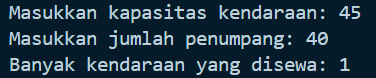 Masukkan kapasitas kendaraan: 45
Masukkan jumlah penumpang: 40
Banyak kendaraan yang disewa: 1